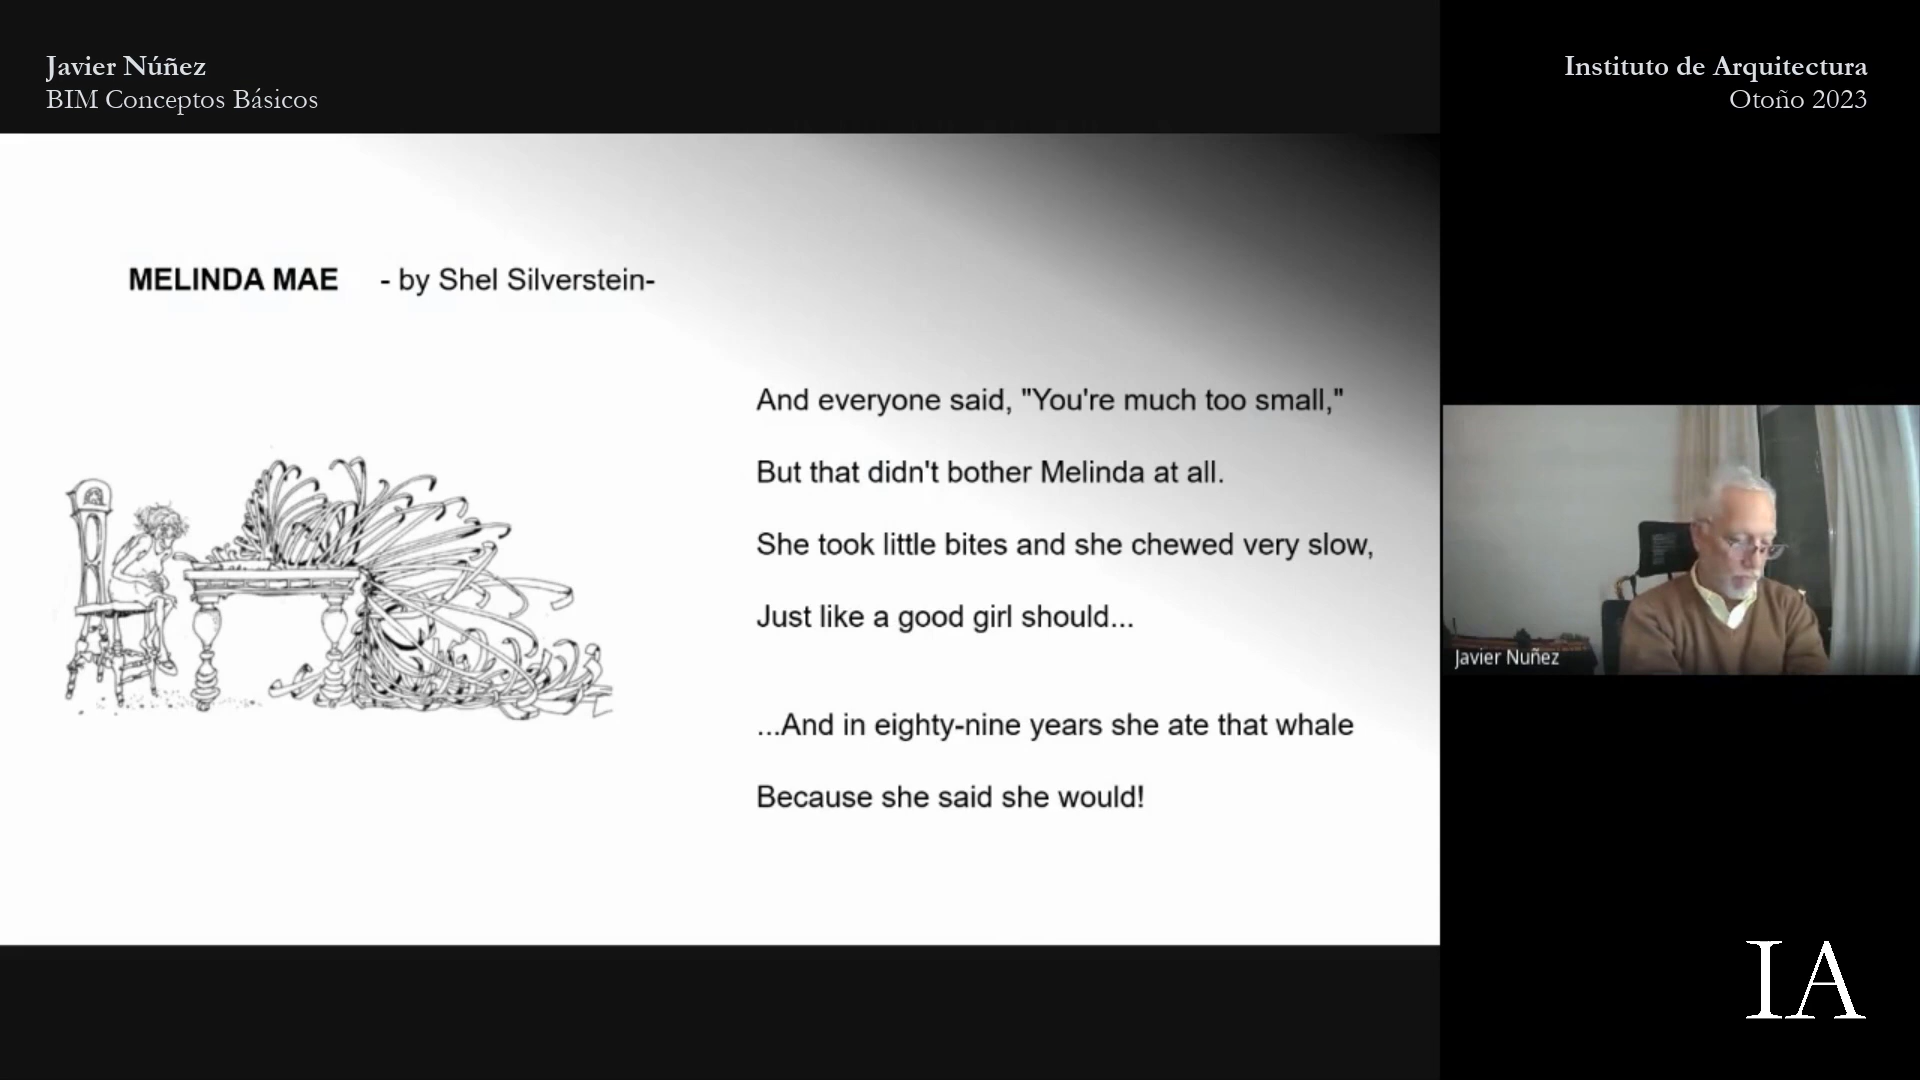 Javier Núñez
BIM Conceptos Básicos
Instituto de Arquitectura
Otoño 2023
MELINDA MAE - by Shel Silverstein-
And everyone said, "You're much too small,"
But that didn't bother Melinda at all.
She took little bites and she chewed very slow,
Just like a good girl should...
...And in eighty-nine years she ate that whale
Because she said she would!
Javier Nuñez
IA